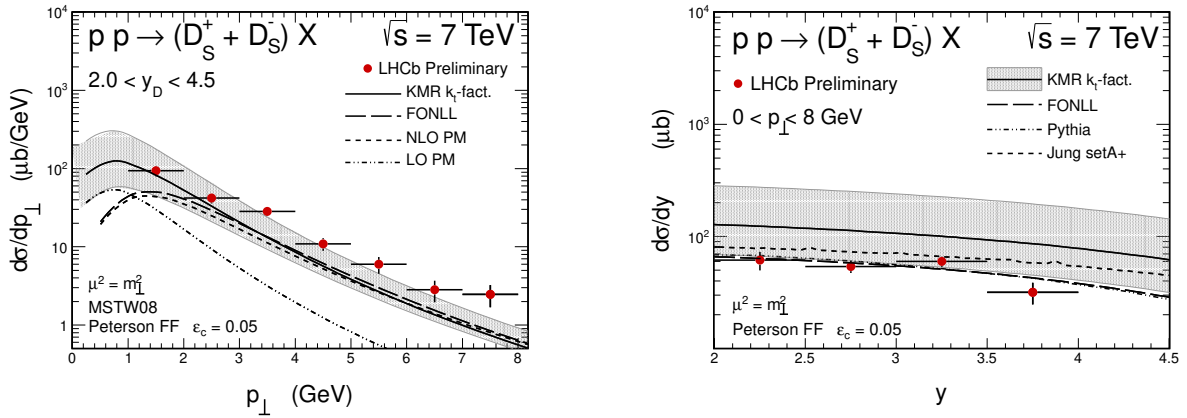 p p → (D_S^+ + D_S^-) X √s = 7 TeV
2.0 < y_D < 4.5
LHCb Preliminary
KMR k_t-fact.
FONLL
NLO PM
LO PM
dσ/dp_⊥ (μb/GeV)
10^4
10^3
10^2
10
1
μ² = m_⊥²
MSTW08
Peterson FF ε_c = 0.05
0 1 2 3 4 5 6 7 8
p_⊥ (GeV)
p p → (D_S^+ + D_S^-) X √s = 7 TeV
LHCb Preliminary
0 < p_⊥ < 8 GeV
KMR k_t-fact.
FONLL
Pythia
Jung setA+
dσ/dy (μb)
10^4
10^3
10^2
10
μ² = m_⊥²
Peterson FF ε_c = 0.05
2 2.5 3 3.5 4 4.5
y